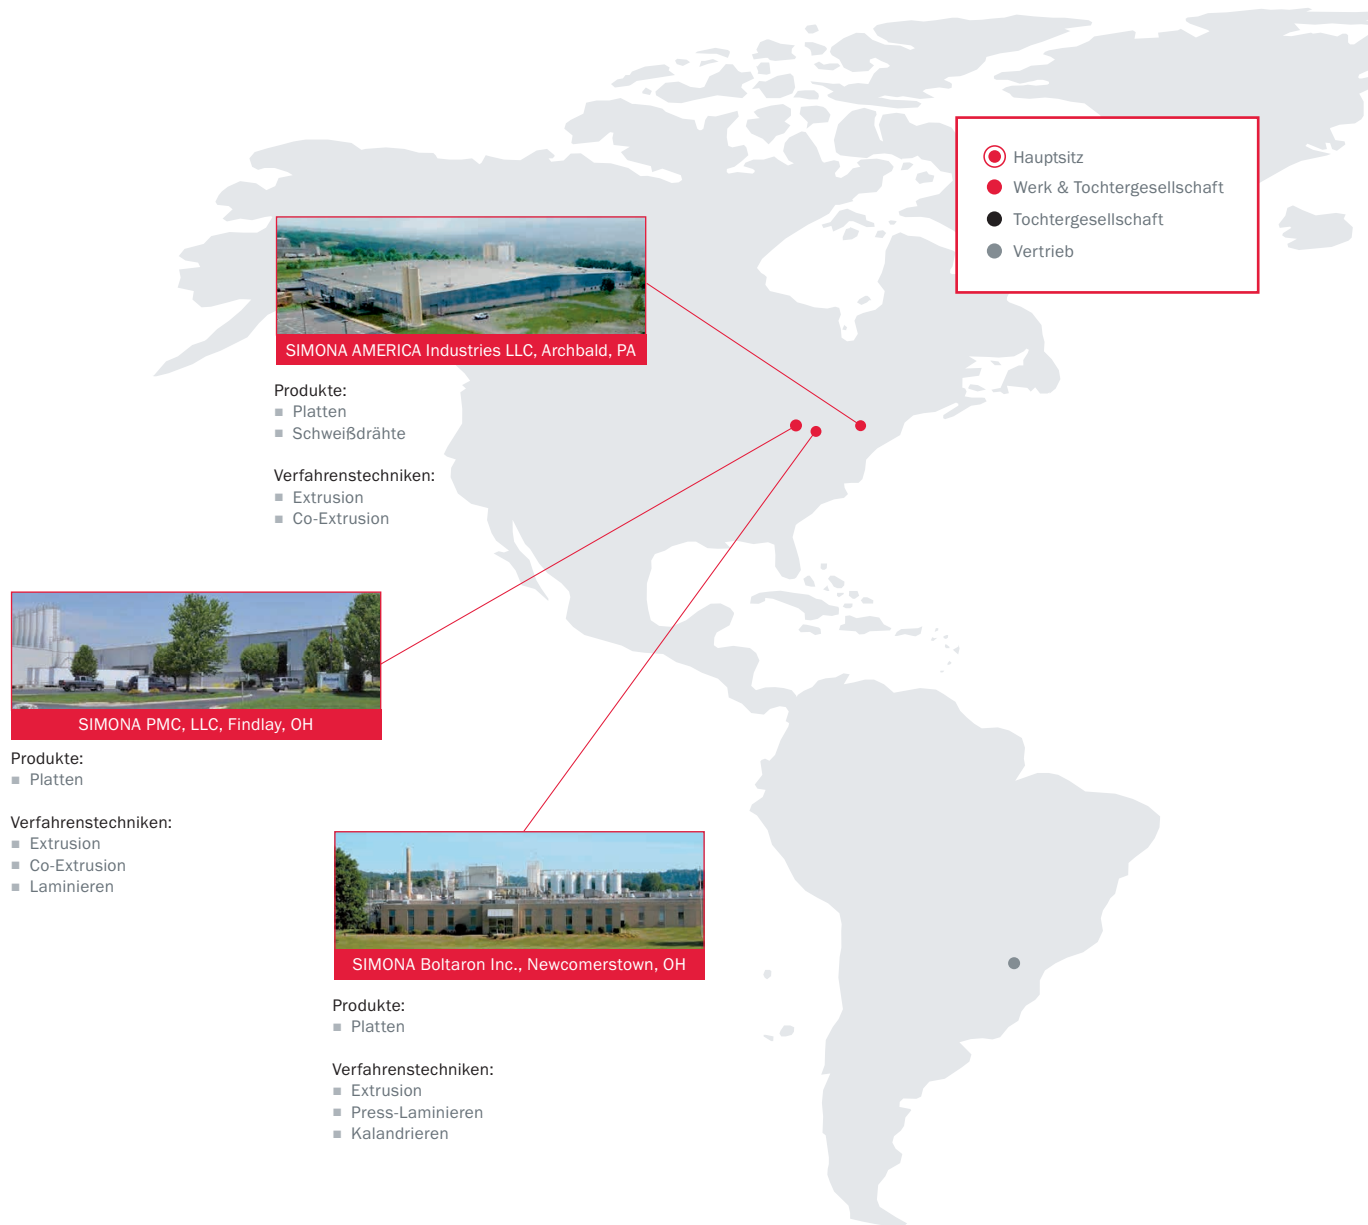 Hauptsitz
Werk & Tochtergesellschaft
Tochtergesellschaft
Vertrieb
SIMONA AMERICA Industries LLC, Archbald, PA
Produkte:
Platten
Schweißdrähte
Verfahrenstechniken:
Extrusion
Co-Extrusion
SIMONA PMC, LLC, Findlay, OH
Produkte:
Platten
Verfahrenstechniken:
Extrusion
Co-Extrusion
Laminieren
SIMONA Boltaron Inc., Newcomerstown, OH
Produkte:
Platten
Verfahrenstechniken:
Extrusion
Press-Laminieren
Kalandrieren